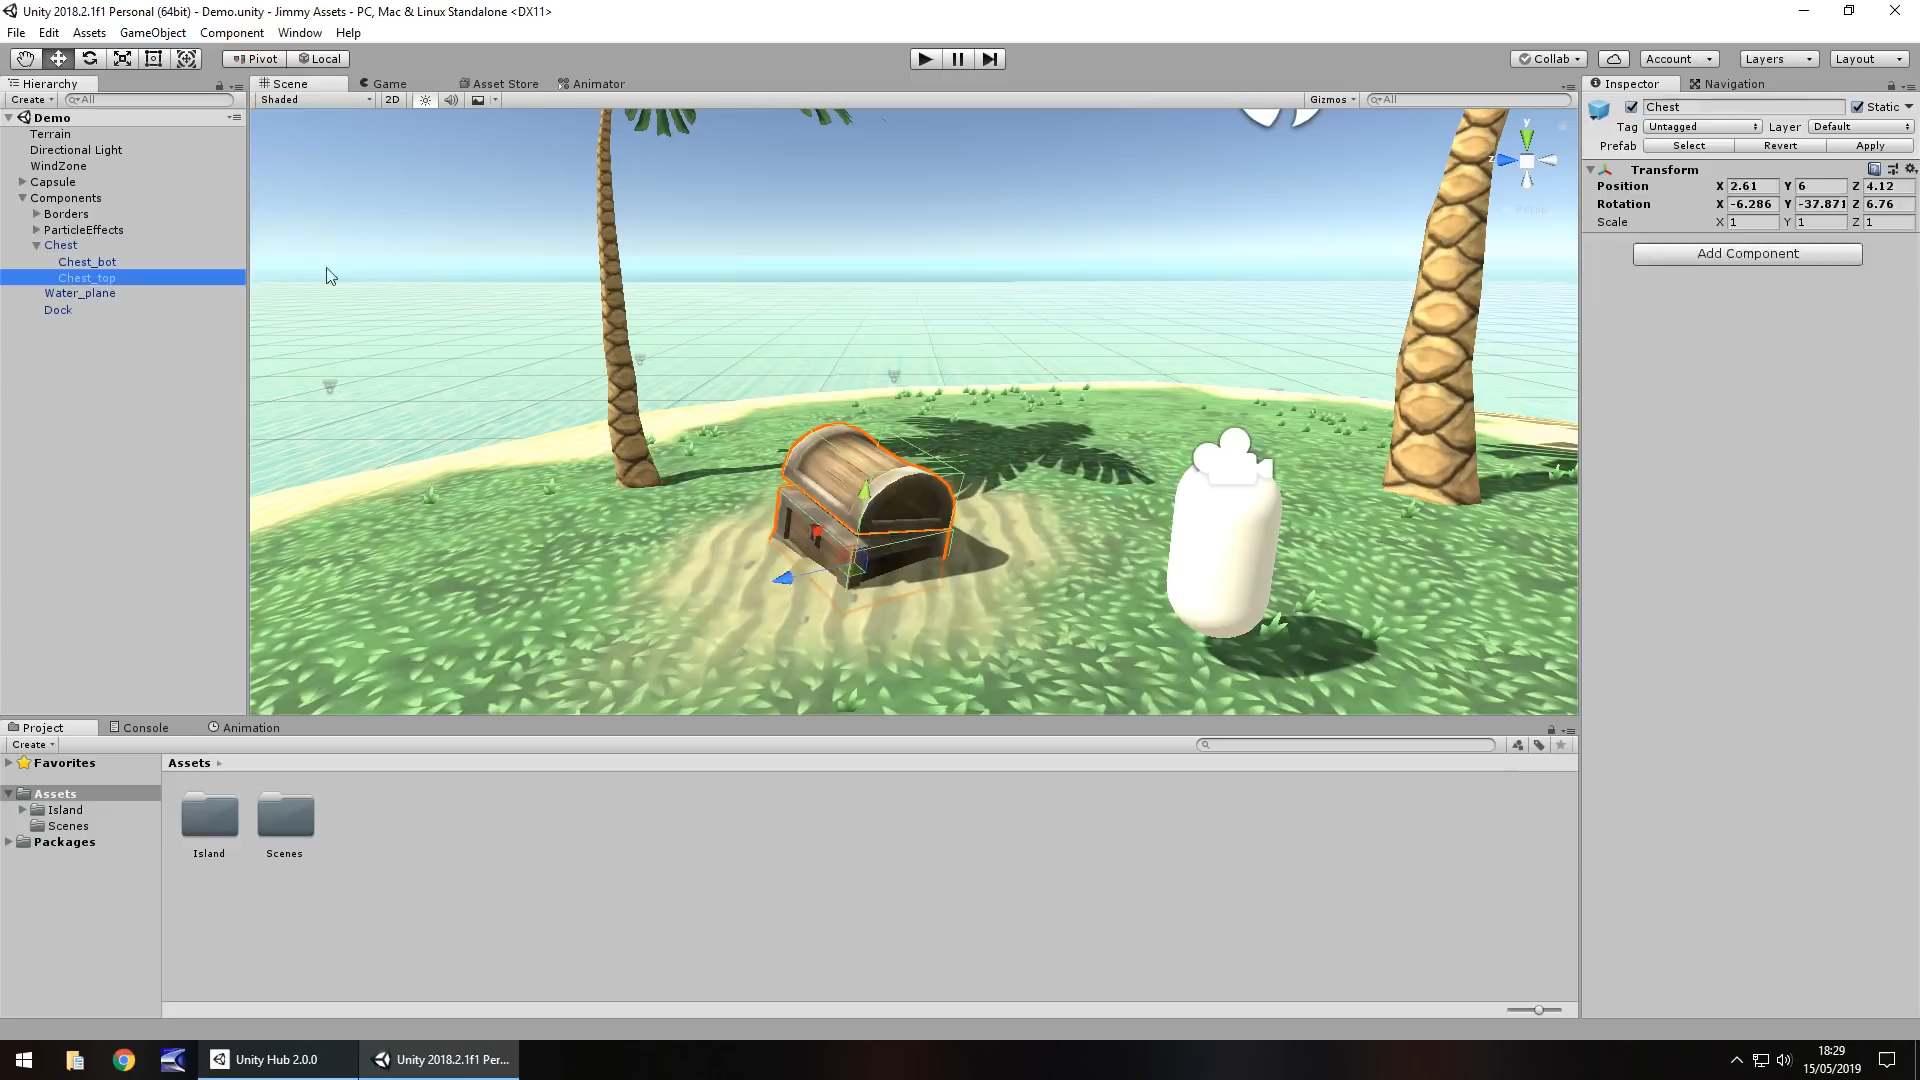 Unity 2018.2.1f1 Personal (64bit) - Demo.unity - Jimmy Assets - PC, Mac & Linux Standalone <DX11>
File Edit Assets GameObject Component Window Help
Pivot Local Collab Account Layers Layout
Hierarchy Scene Game Asset Store Animator Inspector Navigation
Create All Shaded 2D Gizmos All
Chest Static
Demo
Tag Untagged Layer Default
Terrain
Prefab Select Revert Apply
Directional Light
WindZone
Transform
Capsule
Position X 2.61 Y 6 Z 4.12
Components
Rotation X -6.286 Y -37.871 Z 6.76
Borders
Scale X 1 Y 1 Z 1
ParticleEffects
Chest
Add Component
Chest_bot
Chest_top
Water_plane
Dock
y
z
Project Console Animation
Create
Favorites
Assets
Assets
Island
Scenes
Packages
Island Scenes
Unity Hub 2.0.0
Unity 2018.2.1f1 Per...
18:29
15/05/2019